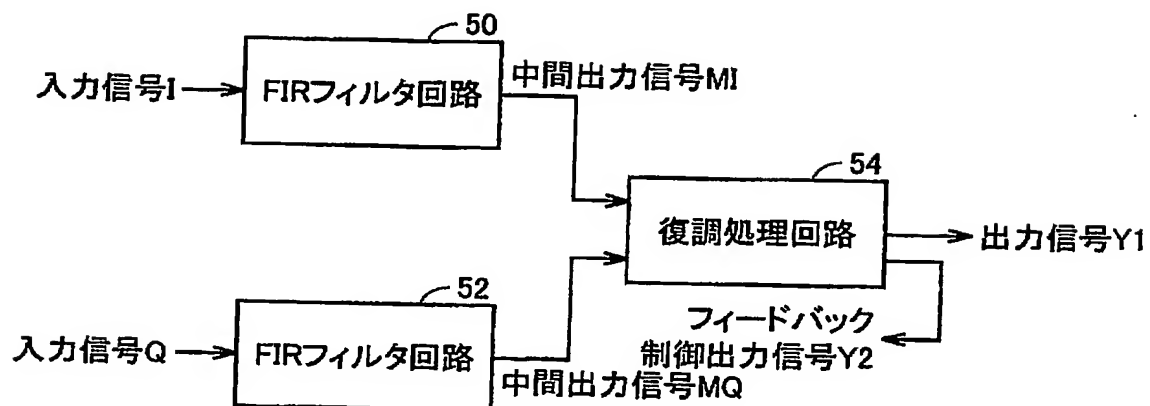 50
入力信号I
FIRフィルタ回路
中間出力信号MI
54
復調処理回路
出力信号Y1
52
フィードバック
制御出力信号Y2
入力信号Q
FIRフィルタ回路
中間出力信号MQ